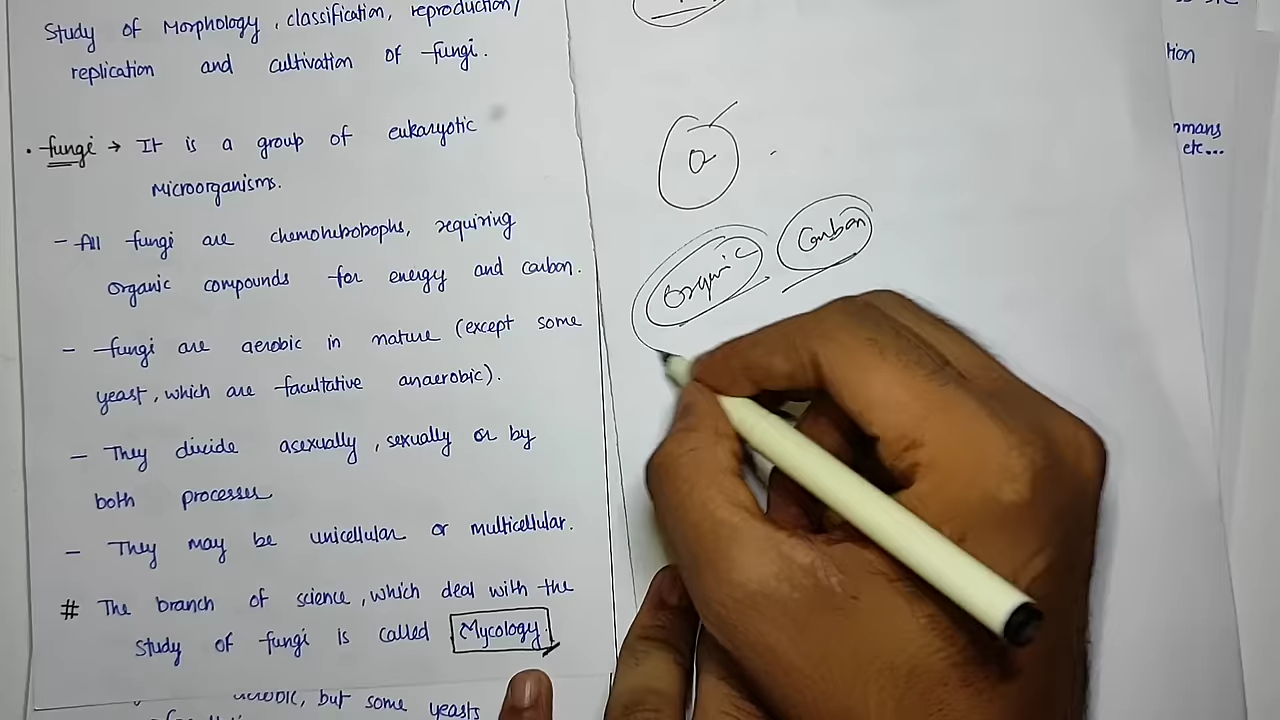 Study of Morphology, classification, reproduction/
replication and cultivation of fungi.
• fungi → It is a group of eukaryotic
Microorganisms.
- All fungi are chemoheterotophs, requiring
organic compounds for energy and carbon.
- fungi are aerobic in nature (except some
yeast, which are facultative anaerobic).
- They divide asexually, sexually or by
both processes
- They may be unicellular or multicellular.
# The branch of science, which deal with the
study of fungi is called Mycology
but some yeasts
Organic Carbon
tion
omans
etc...